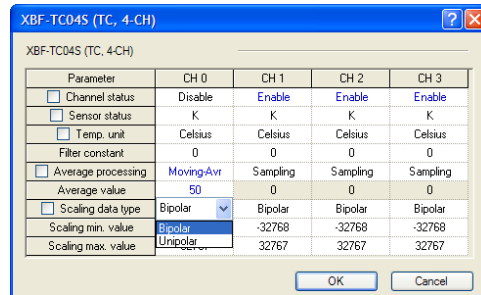 XBF-TC04S (TC, 4-CH)
XBF-TC04S (TC, 4-CH)
Parameter CH 0 CH 1 CH 2 CH 3
Channel status Disable Enable Enable Enable
Sensor status K K K K
Temp. unit Celsius Celsius Celsius Celsius
Filter constant 0 0 0 0
Average processing Moving-Avr Sampling Sampling Sampling
Average value 50 0 0 0
Scaling data type Bipolar Bipolar Bipolar Bipolar
Scaling min. value Bipolar -32768 -32768 -32768
Unipolar
Scaling max. value 32767 32767 32767 32767
OK Cancel